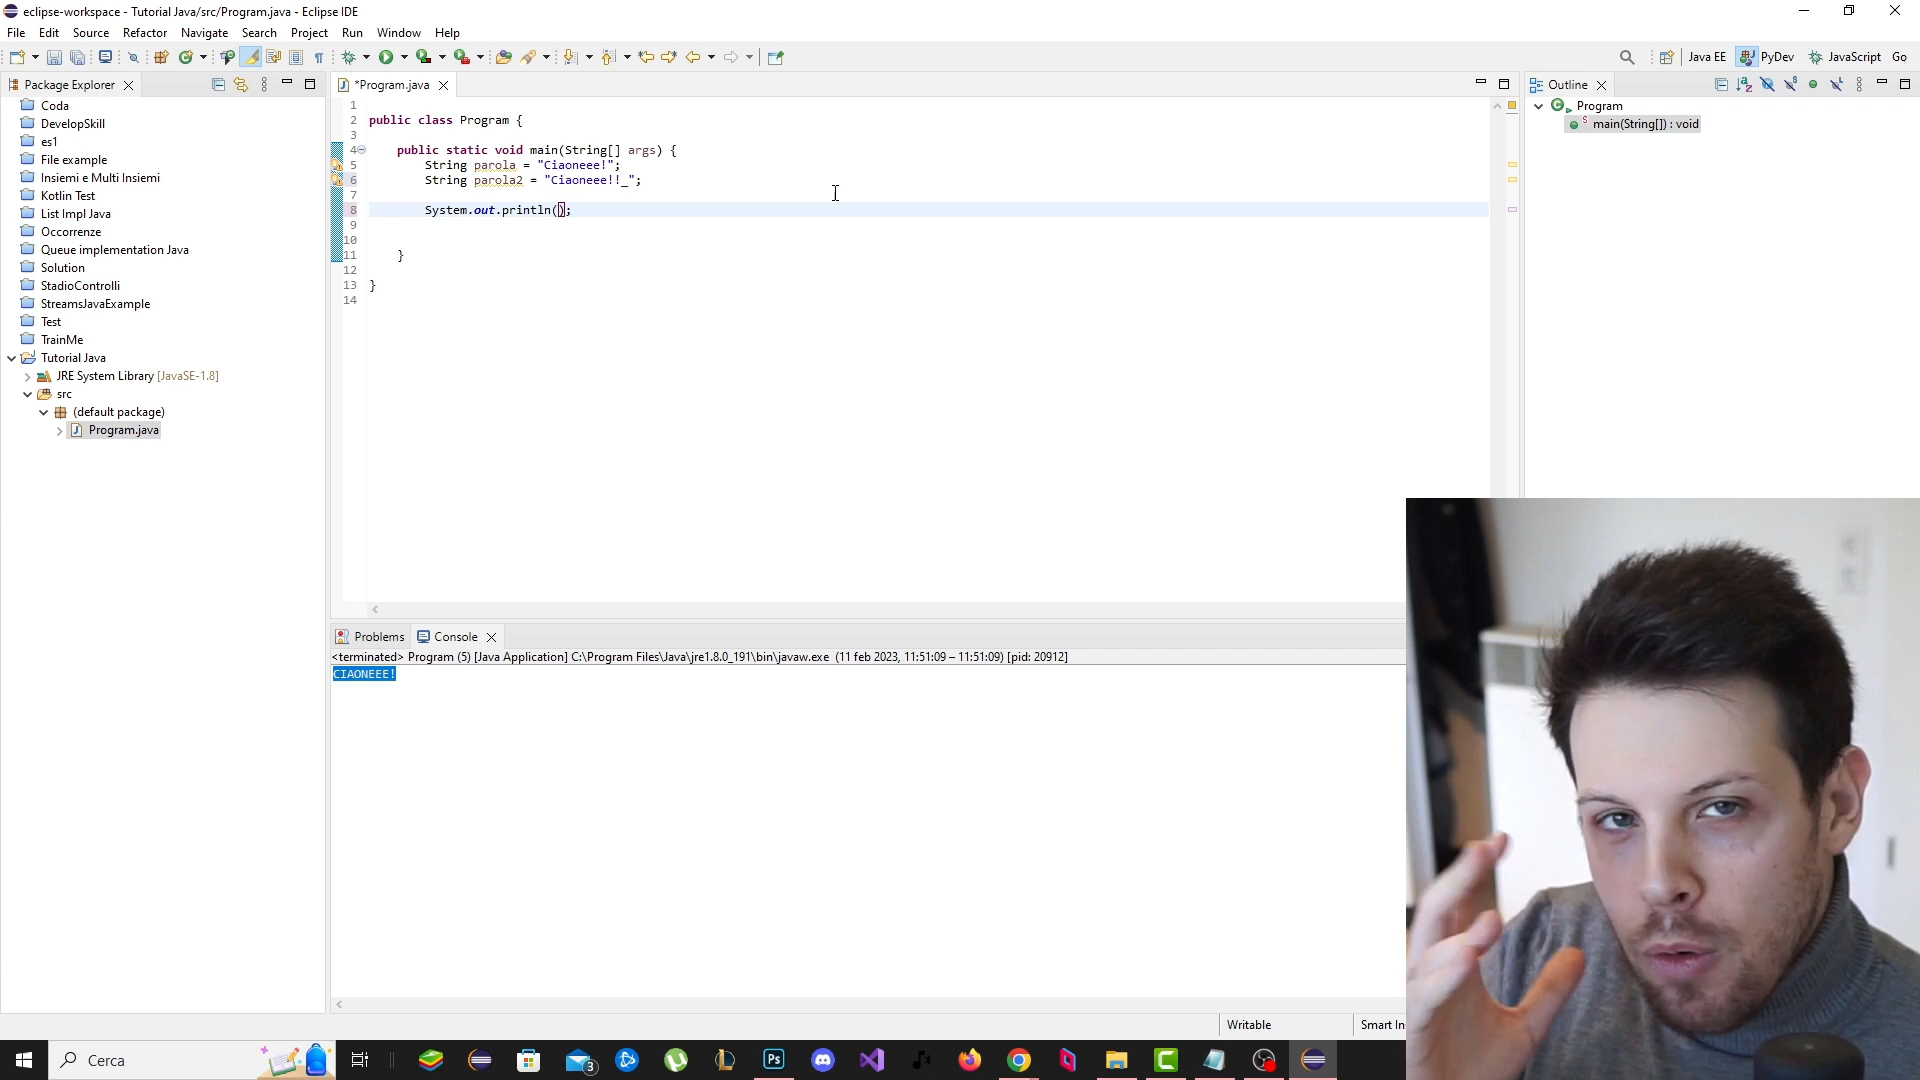 eclipse-workspace - Tutorial Java/src/Program.java - Eclipse IDE
File Edit Source Refactor Navigate Search Project Run Window Help
Java EE PyDev JavaScript Go
Package Explorer
Coda
DevelopSkill
es1
File example
Insiemi e Multi Insiemi
Kotlin Test
List Impl Java
Occorrenze
Queue implementation Java
Solution
StadioControlli
StreamsJavaExample
Test
TrainMe
Tutorial Java
JRE System Library [JavaSE-1.8]
src
(default package)
Program.java
*Program.java
1
2 public class Program {
3
4 public static void main(String[] args) {
5 String parola = "Ciaoneee!";
6 String parola2 = "Ciaoneee!!_";
7
8 System.out.println();
9
10
11 }
12
13 }
14
Outline
Program
main(String[]) : void
Problems Console
<terminated> Program (5) [Java Application] C:\Program Files\Java\jre1.8.0_191\bin\javaw.exe (11 feb 2023, 11:51:09 – 11:51:09) [pid: 20912]
CIAONEEE!
Writable Smart In
Cerca
3
Ps